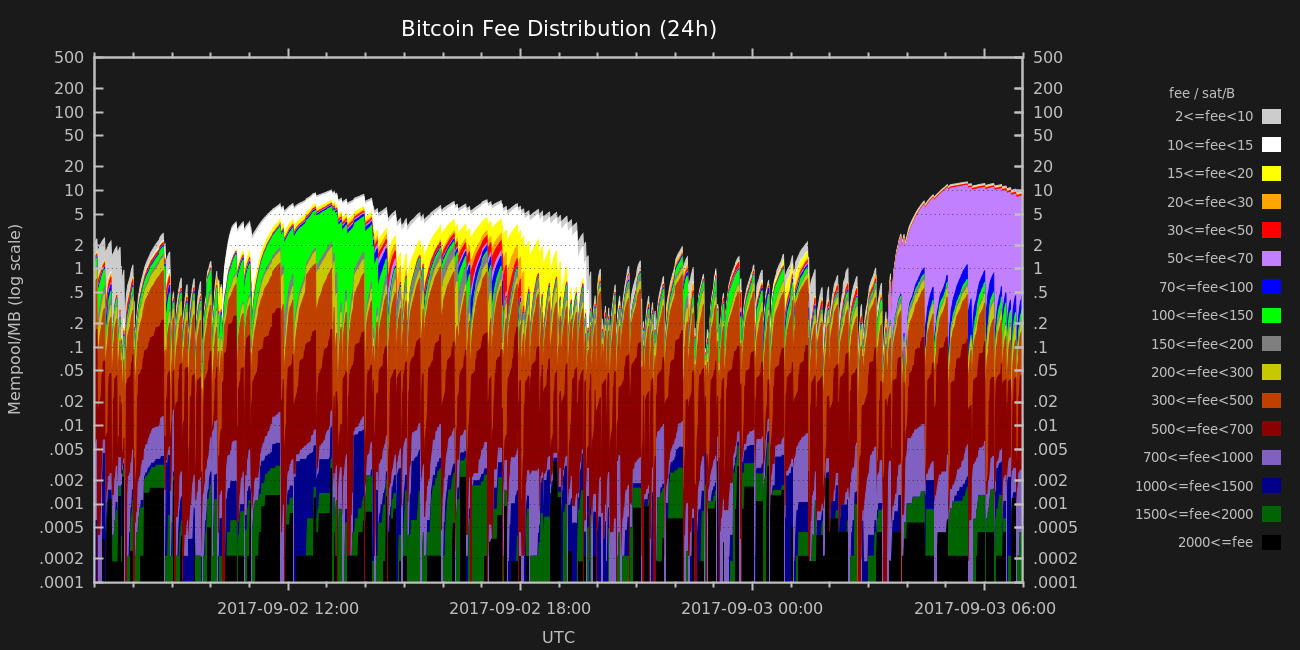 Bitcoin Fee Distribution (24h)
500
200
100
50
20
10
5
2
1
.5
.2
.1
.05
.02
.01
.005
.002
.001
.0005
.0002
.0001
Mempool/MB (log scale)
500
200
100
50
20
10
5
2
1
.5
.2
.1
.05
.02
.01
.005
.002
.001
.0005
.0002
.0001
2017-09-02 12:00 2017-09-02 18:00 2017-09-03 00:00 2017-09-03 06:00
UTC
fee / sat/B
2<=fee<10
10<=fee<15
15<=fee<20
20<=fee<30
30<=fee<50
50<=fee<70
70<=fee<100
100<=fee<150
150<=fee<200
200<=fee<300
300<=fee<500
500<=fee<700
700<=fee<1000
1000<=fee<1500
1500<=fee<2000
2000<=fee